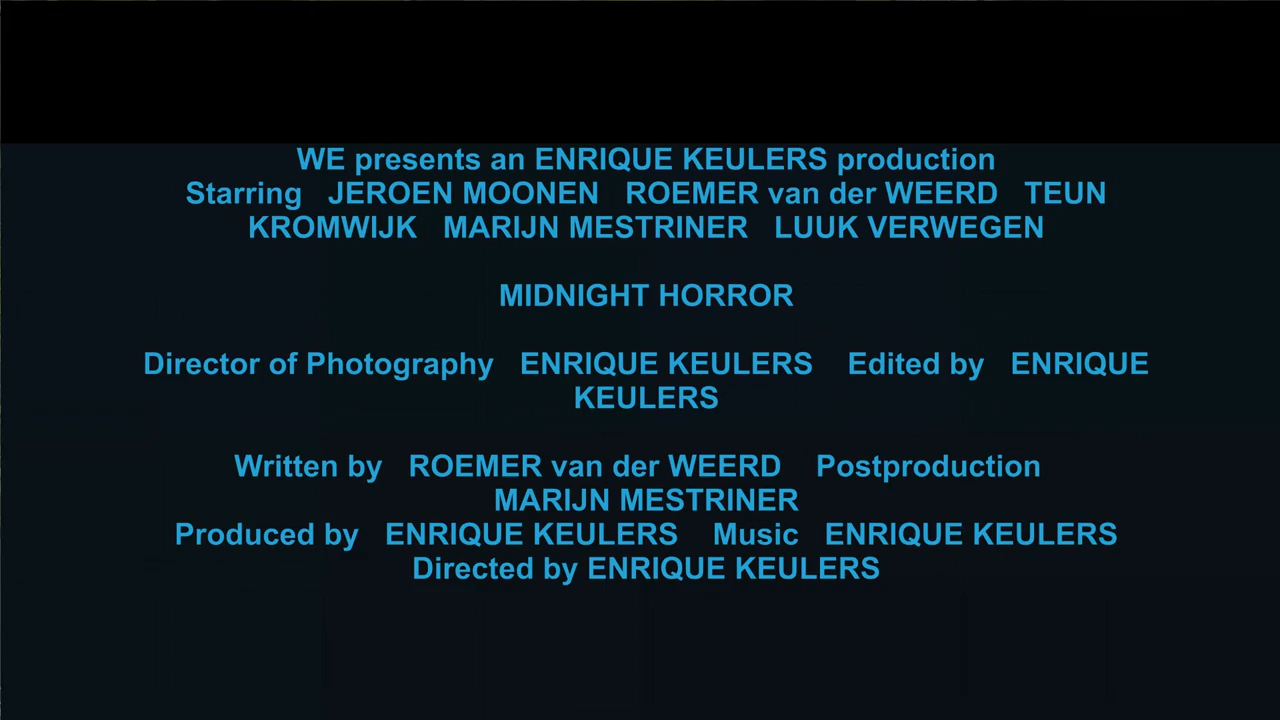 WE presents an ENRIQUE KEULERS production
Starring JEROEN MOONEN ROEMER van der WEERD TEUN
KROMWIJK MARIJN MESTRINER LUUK VERWEGEN
MIDNIGHT HORROR
Director of Photography ENRIQUE KEULERS Edited by ENRIQUE
KEULERS
Written by ROEMER van der WEERD Postproduction
MARIJN MESTRINER
Produced by ENRIQUE KEULERS Music ENRIQUE KEULERS
Directed by ENRIQUE KEULERS